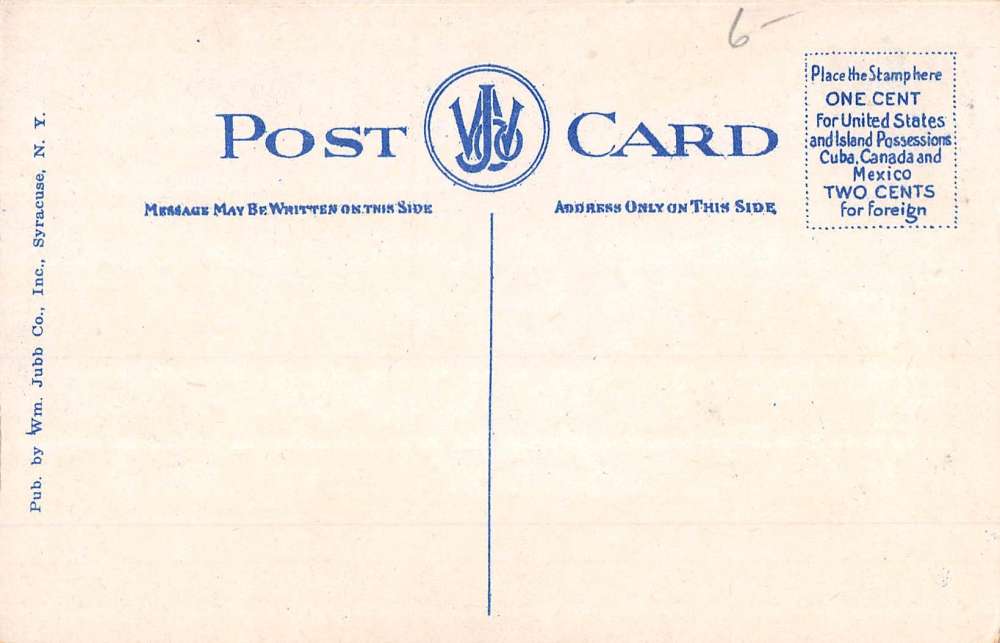 6-
POST CARD
Place the Stamp here
ONE CENT
For United States
and Island Possessions
Cuba, Canada and
Mexico
TWO CENTS
for foreign
MESSAGE MAY BE WRITTEN ON THIS SIDE
ADDRESS ONLY ON THIS SIDE
Pub. by Wm. Jubb Co., Inc., Syracuse, N. Y.